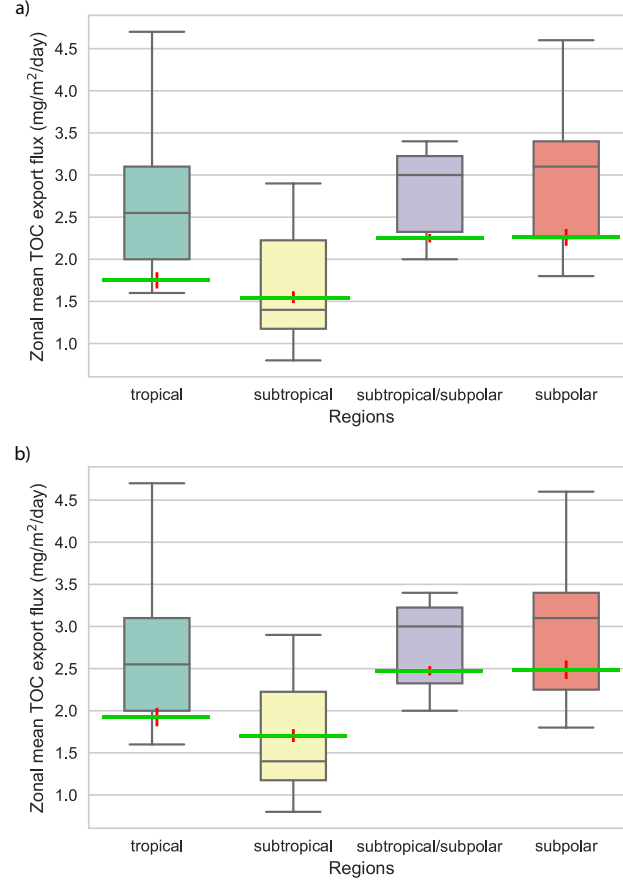 a)
Zonal mean TOC export flux (mg/m²/day)
4.5
4.0
3.5
3.0
2.5
2.0
1.5
1.0
tropical subtropical subtropical/subpolar subpolar
Regions
b)
Zonal mean TOC export flux (mg/m²/day)
4.5
4.0
3.5
3.0
2.5
2.0
1.5
1.0
tropical subtropical subtropical/subpolar subpolar
Regions